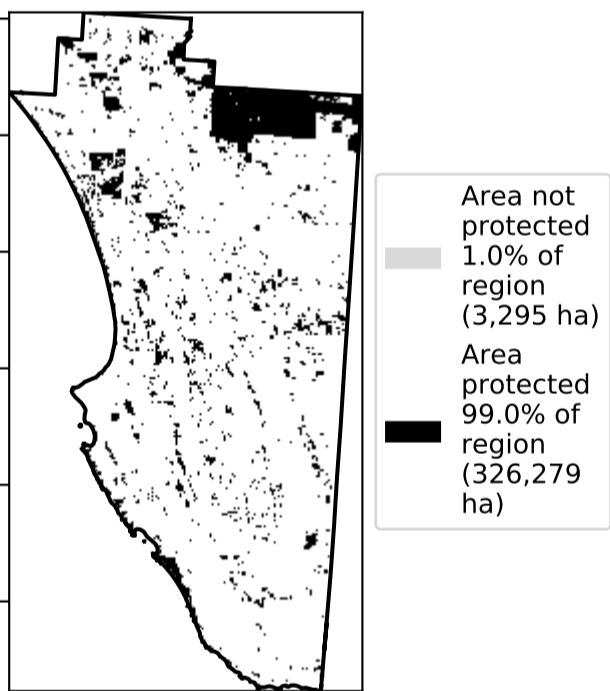 Area not
protected
1.0% of
region
(3,295 ha)
Area
protected
99.0% of
region
(326,279
ha)